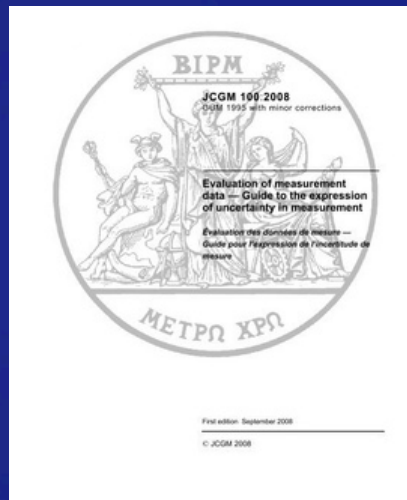 BIPM
JCGM 100:2008
GUM 1995 with minor corrections
Evaluation of measurement
data — Guide to the expression
of uncertainty in measurement
Évaluation des données de mesure —
Guide pour l'expression de l'incertitude de
mesure
ΜΕΤΡΩ ΧΡΩ
First edition September 2008
© JCGM 2008